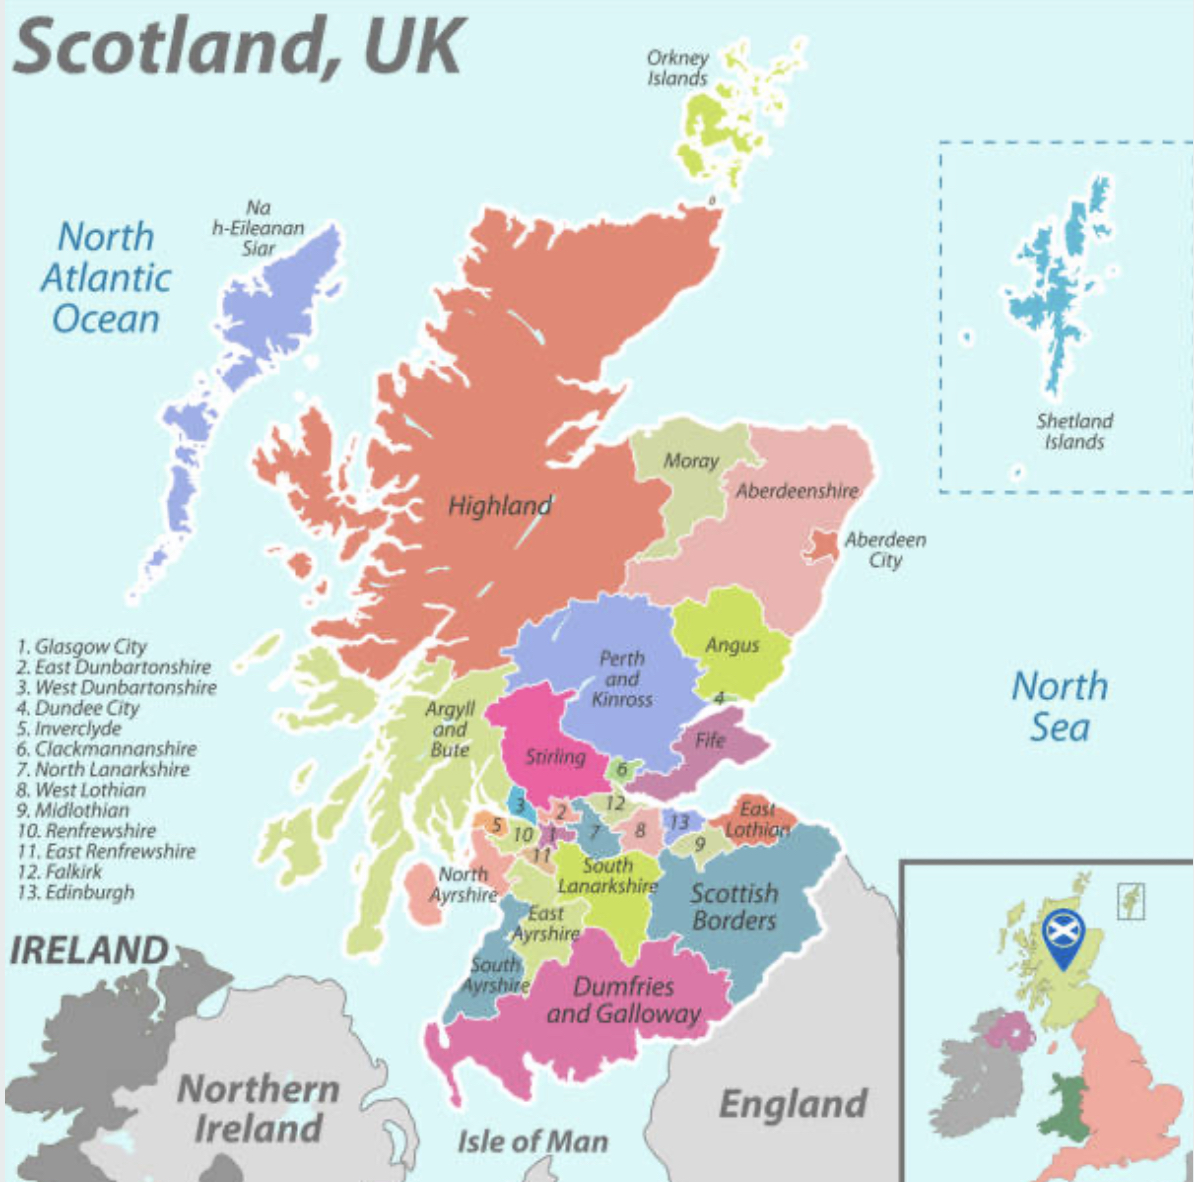 Scotland, UK
Orkney
Islands
Na
h-Eileanan
Siar
North
Atlantic
Ocean
Shetland
Islands
Moray
Aberdeenshire
Highland
Aberdeen
City
1. Glasgow City
2. East Dunbartonshire
3. West Dunbartonshire
4. Dundee City
5. Inverclyde
6. Clackmannanshire
7. North Lanarkshire
8. West Lothian
9. Midlothian
10. Renfrewshire
11. East Renfrewshire
12. Falkirk
13. Edinburgh
Angus
Perth
and
Kinross
North
Sea
4
Argyll
and
Bute
Fife
Stirling
6
3
2
12
5
10
1
7
8
13
East
Lothian
9
11
North
Ayrshire
South
Lanarkshire
Scottish
Borders
East
Ayrshire
South
Ayrshire
Dumfries
and Galloway
IRELAND
Northern
Ireland
England
Isle of Man